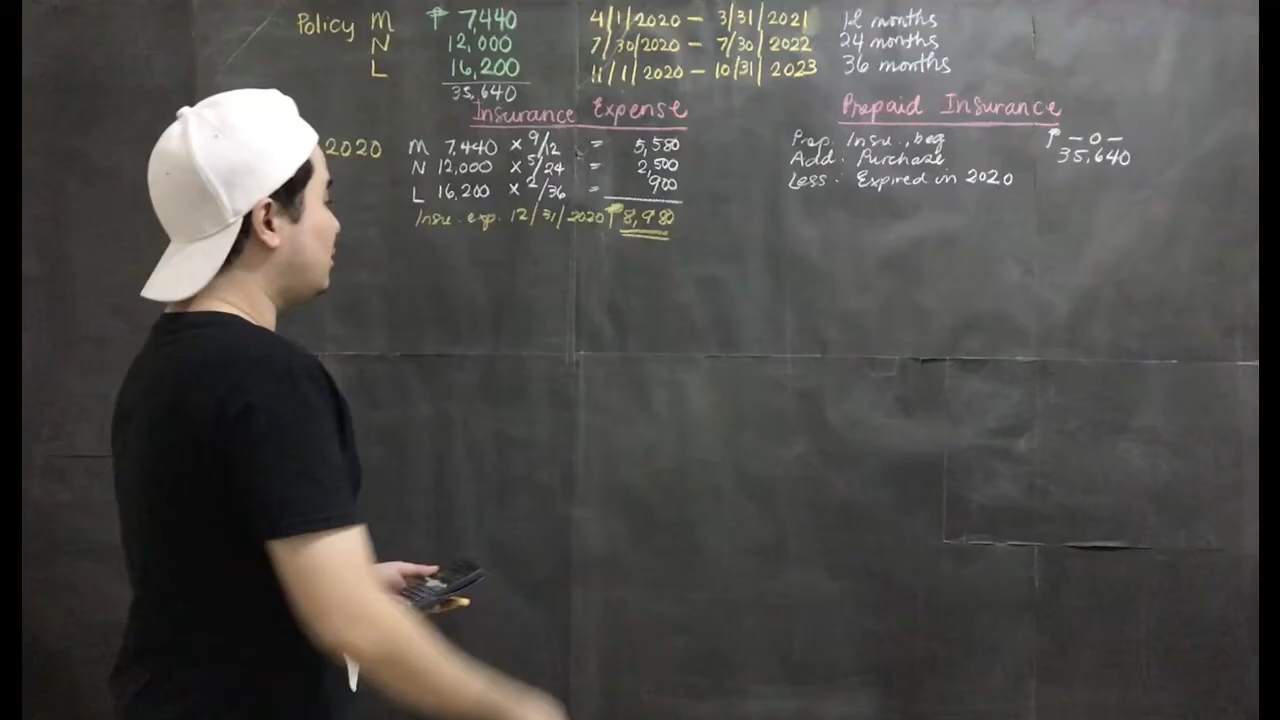 Policy M ₱ 7,440 4/1/2020 – 3/31/2021 12 months
N 12,000 7/30/2020 – 7/30/2022 24 months
L 16,200 11/1/2020 – 10/31/2023 36 months
35,640
Insurance Expense Prepaid Insurance
2020 M 7,440 x 9/12 = 5,580 Prep. Insu., beg ₱ – 0 –
N 12,000 x 5/24 = 2,500 Add: Purchase 35,640
L 16,200 x 2/36 = 900 Less: Expired in 2020
Insu. exp. 12/31/2020 ₱ 8,980